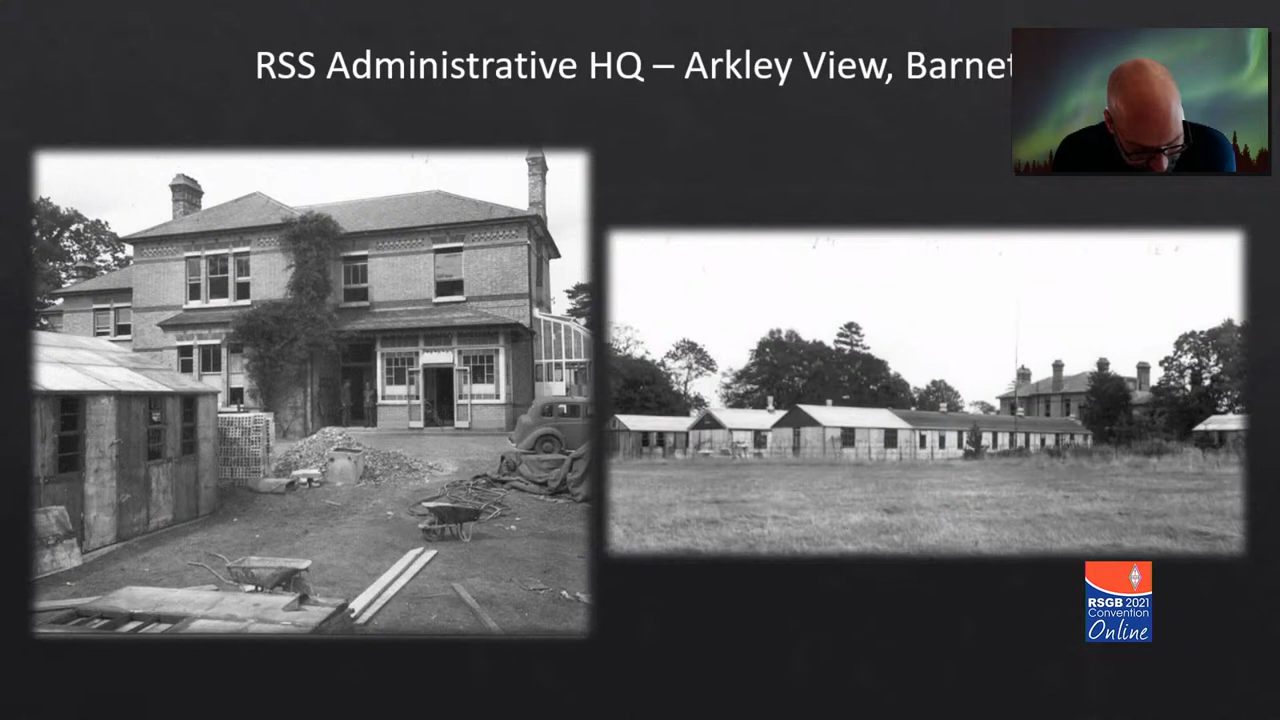 RSS Administrative HQ – Arkley View, Barnet
RSGB 2021
Convention
Online